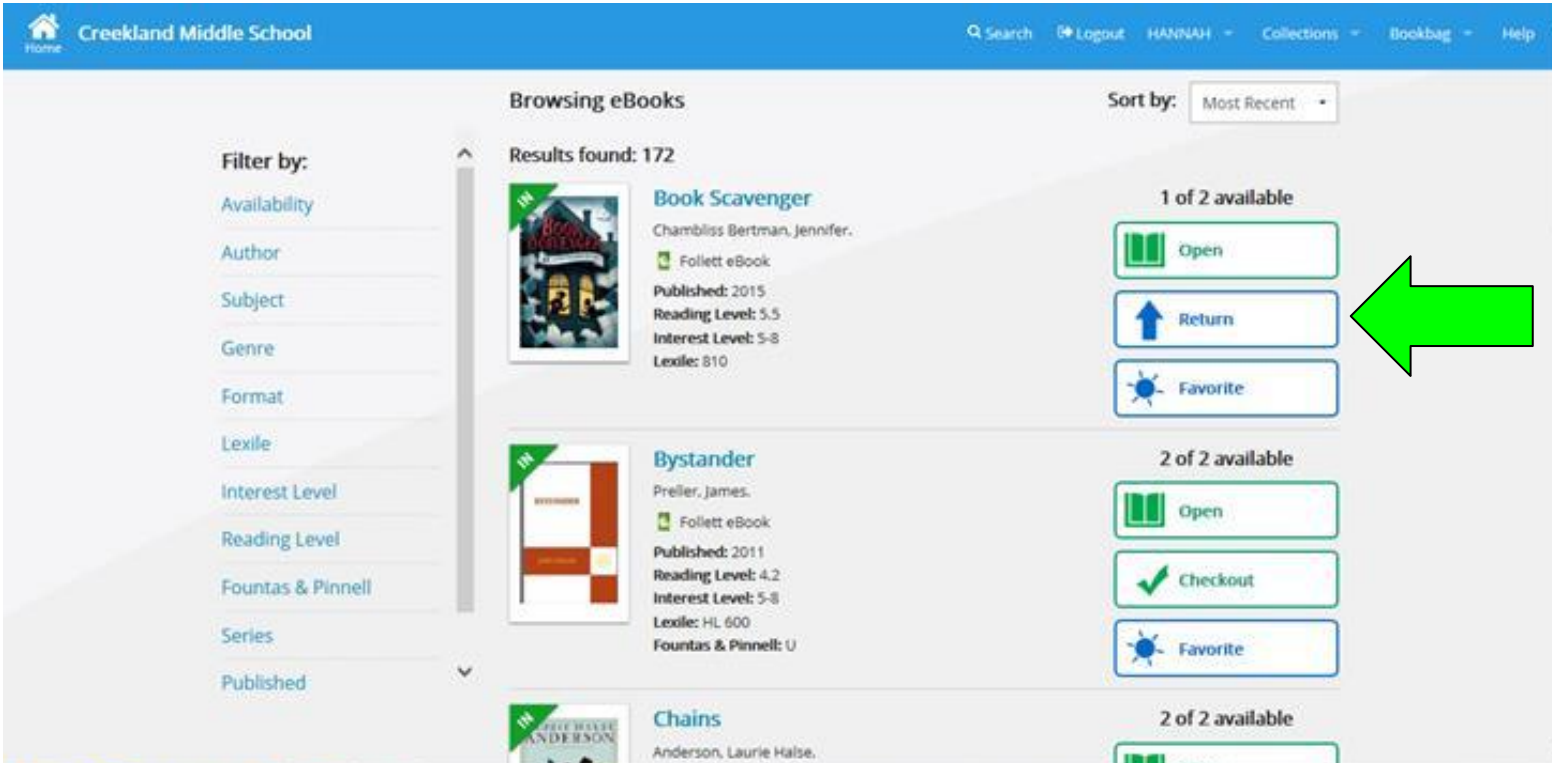 Home
Creekland Middle School
Search
Logout
HANNAH
Collections
Bookbag
Help
Browsing eBooks
Sort by:
Most Recent
Filter by:
Availability
Author
Subject
Genre
Format
Lexile
Interest Level
Reading Level
Fountas & Pinnell
Series
Published
Results found: 172
IN
BOOK SCAVENGER
Book Scavenger
Chambliss Bertman, Jennifer.
Follett eBook
Published: 2015
Reading Level: 5.5
Interest Level: 5-8
Lexile: 810
1 of 2 available
Open
Return
Favorite
IN
BYSTANDER
Bystander
Preller, James.
Follett eBook
Published: 2011
Reading Level: 4.2
Interest Level: 5-8
Lexile: HL 600
Fountas & Pinnell: U
2 of 2 available
Open
Checkout
Favorite
IN
ANDERSON
Chains
Anderson, Laurie Halse.
2 of 2 available